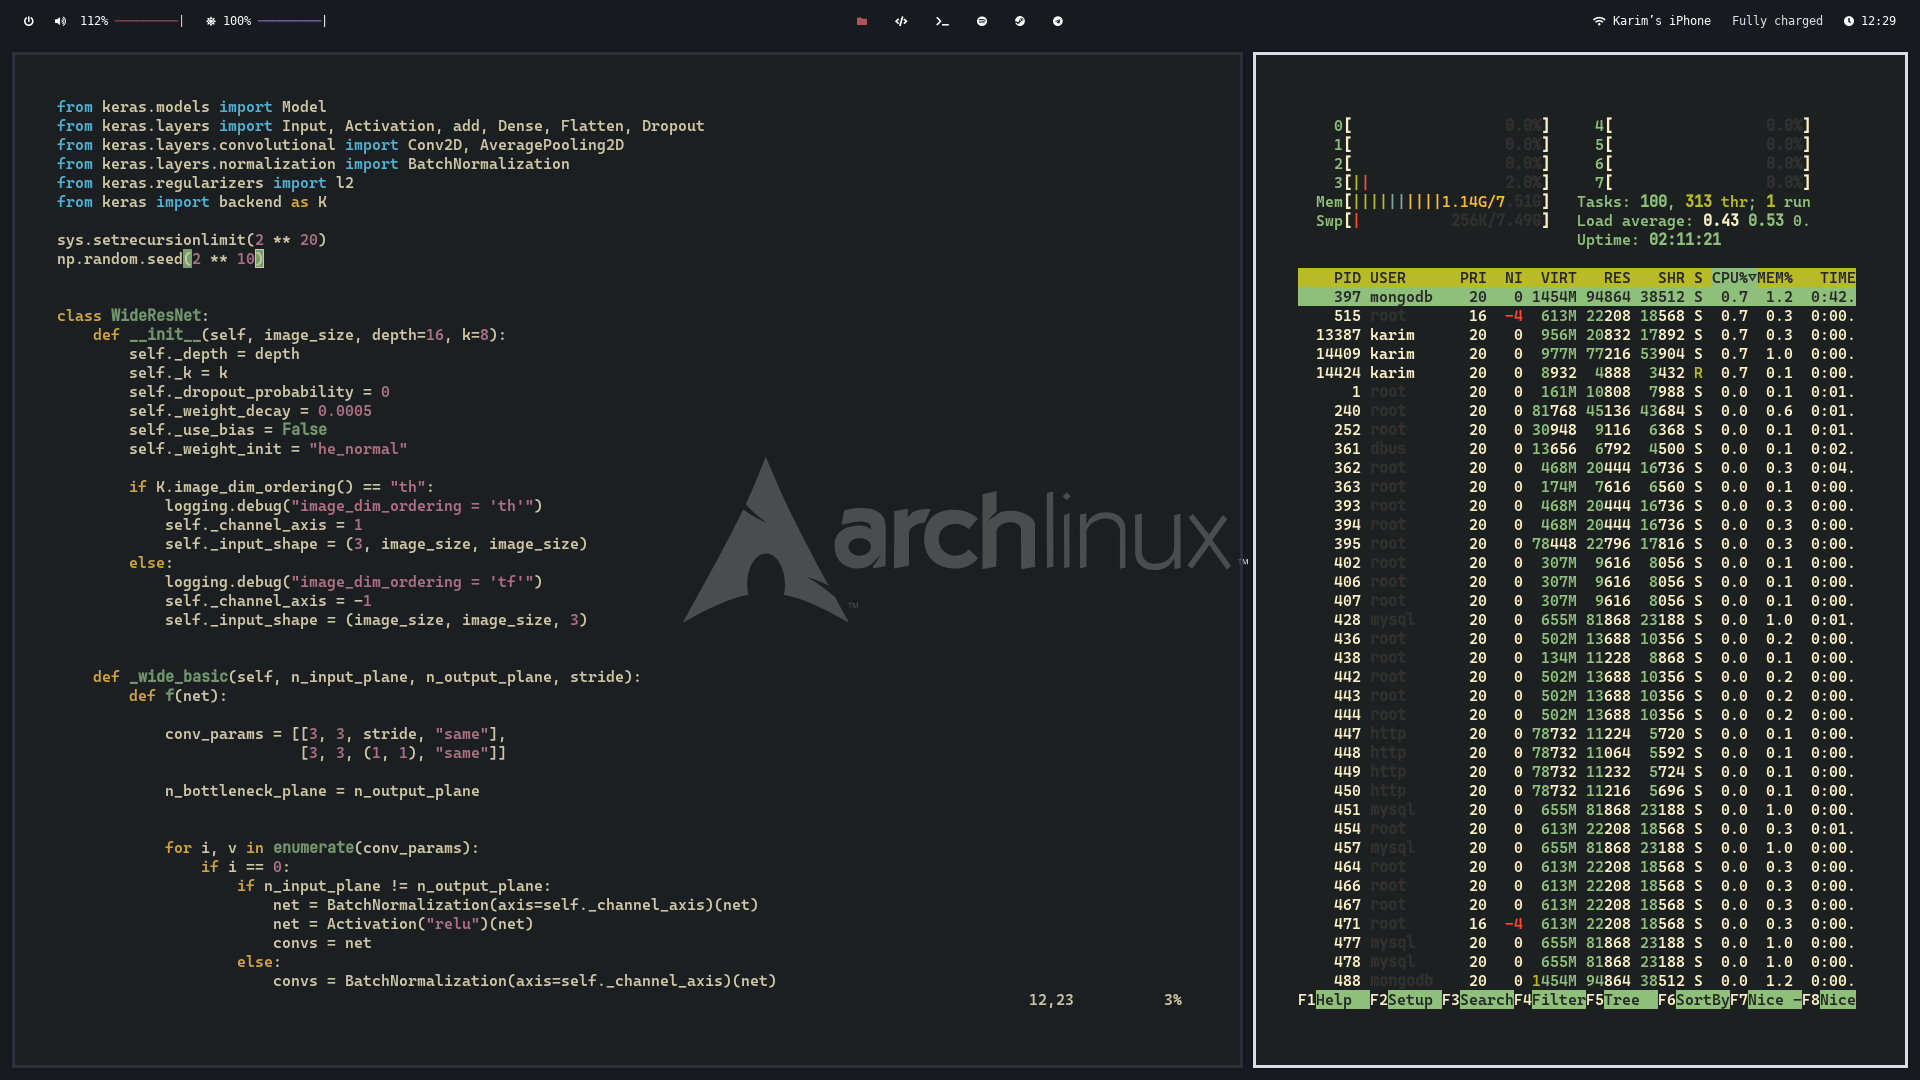 112% 100% Karim's iPhone Fully charged 12:29
from keras.models import Model
from keras.layers import Input, Activation, add, Dense, Flatten, Dropout
from keras.layers.convolutional import Conv2D, AveragePooling2D
from keras.layers.normalization import BatchNormalization
from keras.regularizers import l2
from keras import backend as K
sys.setrecursionlimit(2 ** 20)
np.random.seed(2 ** 10)
class WideResNet:
def __init__(self, image_size, depth=16, k=8):
self._depth = depth
self._k = k
self._dropout_probability = 0
self._weight_decay = 0.0005
self._use_bias = False
self._weight_init = "he_normal"
if K.image_dim_ordering() == "th":
logging.debug("image_dim_ordering = 'th'")
self._channel_axis = 1
self._input_shape = (3, image_size, image_size)
else:
logging.debug("image_dim_ordering = 'tf'")
self._channel_axis = -1
self._input_shape = (image_size, image_size, 3)
def _wide_basic(self, n_input_plane, n_output_plane, stride):
def f(net):
conv_params = [[3, 3, stride, "same"],
[3, 3, (1, 1), "same"]]
n_bottleneck_plane = n_output_plane
for i, v in enumerate(conv_params):
if i == 0:
if n_input_plane != n_output_plane:
net = BatchNormalization(axis=self._channel_axis)(net)
net = Activation("relu")(net)
convs = net
else:
convs = BatchNormalization(axis=self._channel_axis)(net)
12,23 3%
archlinux™
TM
0[ 0.0%] 4[ 0.0%]
1[ 0.0%] 5[ 0.0%]
2[ 0.0%] 6[ 0.0%]
3[|| 2.0%] 7[ 0.0%]
Mem[||||||||||1.14G/7.51G] Tasks: 100, 313 thr; 1 run
Swp[| 256K/7.49G] Load average: 0.43 0.53 0.
Uptime: 02:11:21
PID USER PRI NI VIRT RES SHR S CPU%▽MEM% TIME
397 mongodb 20 0 1454M 94864 38512 S 0.7 1.2 0:42.
515 root 16 -4 613M 22208 18568 S 0.7 0.3 0:00.
13387 karim 20 0 956M 20832 17892 S 0.7 0.3 0:00.
14409 karim 20 0 977M 77216 53904 S 0.7 1.0 0:00.
14424 karim 20 0 8932 4888 3432 R 0.7 0.1 0:00.
1 root 20 0 161M 10808 7988 S 0.0 0.1 0:01.
240 root 20 0 81768 45136 43684 S 0.0 0.6 0:01.
252 root 20 0 30948 9116 6368 S 0.0 0.1 0:01.
361 dbus 20 0 13656 6792 4500 S 0.0 0.1 0:02.
362 root 20 0 468M 20444 16736 S 0.0 0.3 0:04.
363 root 20 0 174M 7616 6560 S 0.0 0.1 0:00.
393 root 20 0 468M 20444 16736 S 0.0 0.3 0:00.
394 root 20 0 468M 20444 16736 S 0.0 0.3 0:00.
395 root 20 0 78448 22796 17816 S 0.0 0.3 0:00.
402 root 20 0 307M 9616 8056 S 0.0 0.1 0:00.
406 root 20 0 307M 9616 8056 S 0.0 0.1 0:00.
407 root 20 0 307M 9616 8056 S 0.0 0.1 0:00.
428 mysql 20 0 655M 81868 23188 S 0.0 1.0 0:01.
436 root 20 0 502M 13688 10356 S 0.0 0.2 0:00.
438 root 20 0 134M 11228 8868 S 0.0 0.1 0:00.
442 root 20 0 502M 13688 10356 S 0.0 0.2 0:00.
443 root 20 0 502M 13688 10356 S 0.0 0.2 0:00.
444 root 20 0 502M 13688 10356 S 0.0 0.2 0:00.
447 http 20 0 78732 11224 5720 S 0.0 0.1 0:00.
448 http 20 0 78732 11064 5592 S 0.0 0.1 0:00.
449 http 20 0 78732 11232 5724 S 0.0 0.1 0:00.
450 http 20 0 78732 11216 5696 S 0.0 0.1 0:00.
451 mysql 20 0 655M 81868 23188 S 0.0 1.0 0:00.
454 root 20 0 613M 22208 18568 S 0.0 0.3 0:01.
457 mysql 20 0 655M 81868 23188 S 0.0 1.0 0:00.
464 root 20 0 613M 22208 18568 S 0.0 0.3 0:00.
466 root 20 0 613M 22208 18568 S 0.0 0.3 0:00.
467 root 20 0 613M 22208 18568 S 0.0 0.3 0:00.
471 root 16 -4 613M 22208 18568 S 0.0 0.3 0:00.
477 mysql 20 0 655M 81868 23188 S 0.0 1.0 0:00.
478 mysql 20 0 655M 81868 23188 S 0.0 1.0 0:00.
488 mongodb 20 0 1454M 94864 38512 S 0.0 1.2 0:00.
F1Help F2Setup F3SearchF4FilterF5Tree F6SortByF7Nice -F8Nice